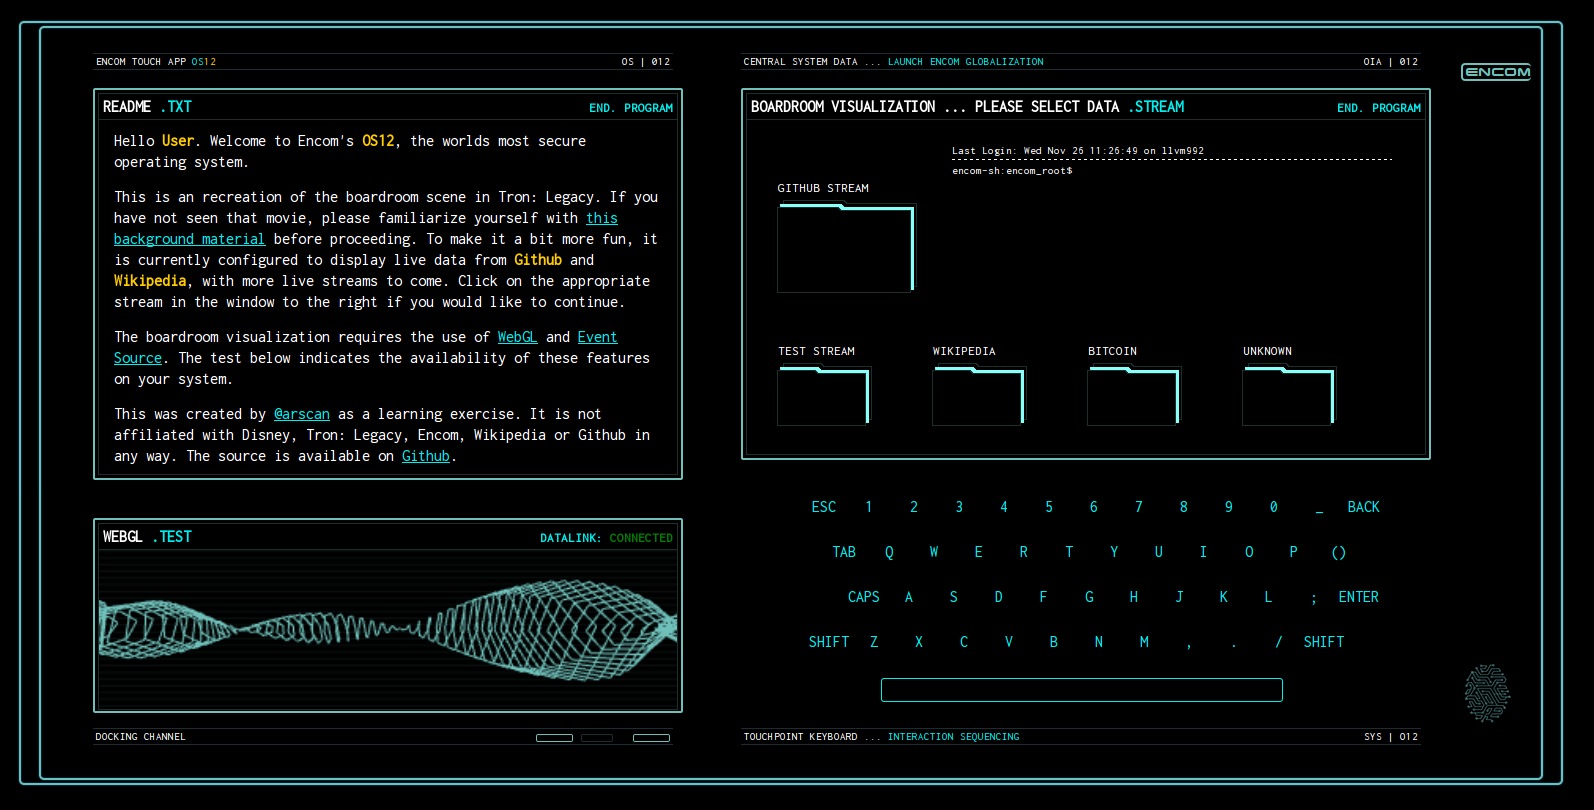 ENCOM TOUCH APP OS12
OS | 012
README .TXT
END. PROGRAM
Hello User. Welcome to Encom's OS12, the worlds most secure
operating system.
This is an recreation of the boardroom scene in Tron: Legacy. If you
have not seen that movie, please familiarize yourself with this
background material before proceeding. To make it a bit more fun, it
is currently configured to display live data from Github and
Wikipedia, with more live streams to come. Click on the appropriate
stream in the window to the right if you would like to continue.
The boardroom visualization requires the use of WebGL and Event
Source. The test below indicates the availability of these features
on your system.
This was created by @arscan as a learning exercise. It is not
affiliated with Disney, Tron: Legacy, Encom, Wikipedia or Github in
any way. The source is available on Github.
WEBGL .TEST
DATALINK: CONNECTED
DOCKING CHANNEL
CENTRAL SYSTEM DATA ... LAUNCH ENCOM GLOBALIZATION
OIA | 012
ENCOM
BOARDROOM VISUALIZATION ... PLEASE SELECT DATA .STREAM
END. PROGRAM
Last Login: Wed Nov 26 11:26:49 on llvm992
encom-sh:encom_root$
GITHUB STREAM
TEST STREAM
WIKIPEDIA
BITCOIN
UNKNOWN
ESC 1 2 3 4 5 6 7 8 9 0 _ BACK
TAB Q W E R T Y U I O P ()
CAPS A S D F G H J K L ; ENTER
SHIFT Z X C V B N M , . / SHIFT
TOUCHPOINT KEYBOARD ... INTERACTION SEQUENCING
SYS | 012